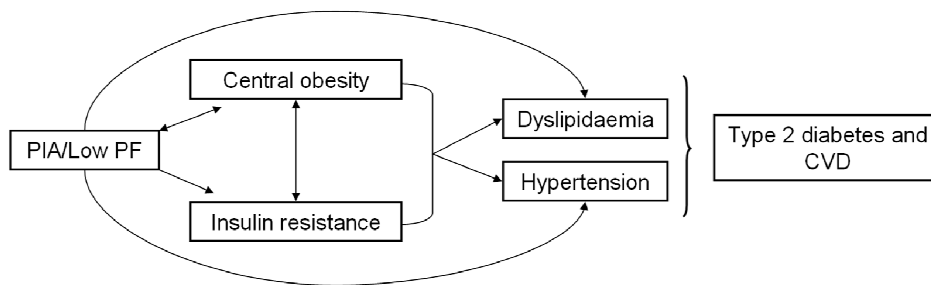 Central obesity
Dyslipidaemia
PIA/Low PF
Type 2 diabetes and
CVD
Hypertension
Insulin resistance